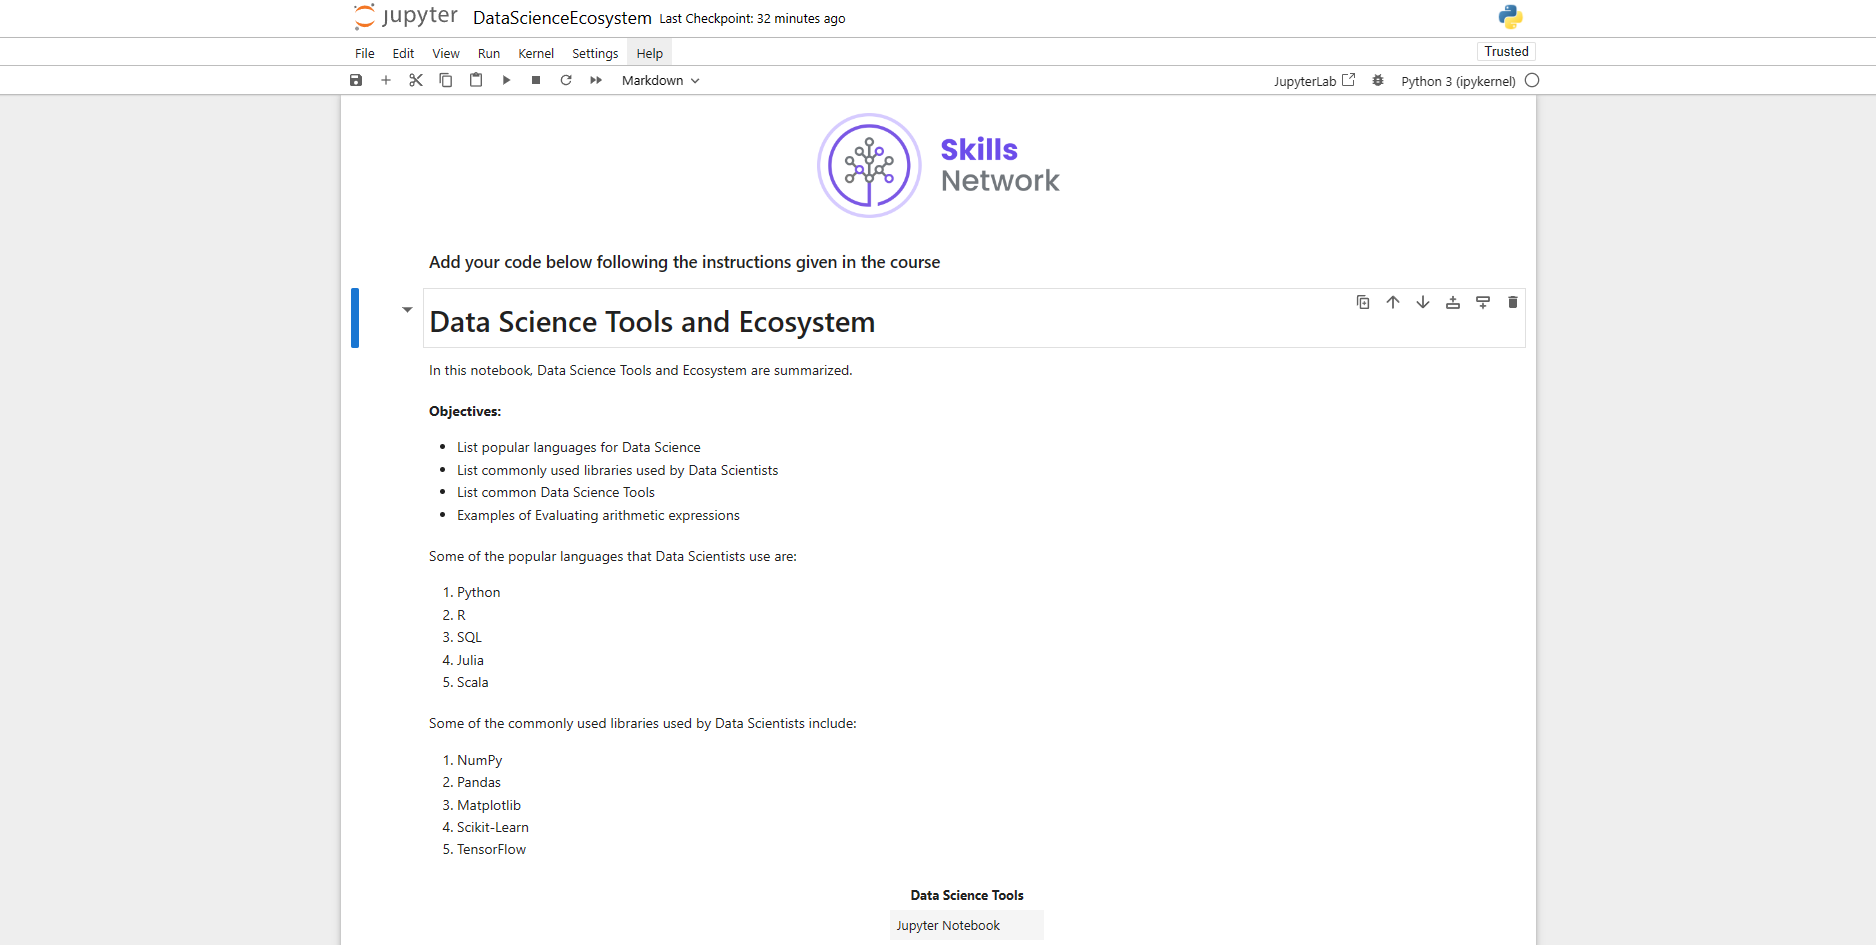 jupyter DataScienceEcosystem Last Checkpoint: 32 minutes ago
File Edit View Run Kernel Settings Help Trusted
Markdown JupyterLab Python 3 (ipykernel)
Skills
Network
Add your code below following the instructions given in the course
Data Science Tools and Ecosystem
In this notebook, Data Science Tools and Ecosystem are summarized.
Objectives:
• List popular languages for Data Science
• List commonly used libraries used by Data Scientists
• List common Data Science Tools
• Examples of Evaluating arithmetic expressions
Some of the popular languages that Data Scientists use are:
1. Python
2. R
3. SQL
4. Julia
5. Scala
Some of the commonly used libraries used by Data Scientists include:
1. NumPy
2. Pandas
3. Matplotlib
4. Scikit-Learn
5. TensorFlow
Data Science Tools
Jupyter Notebook